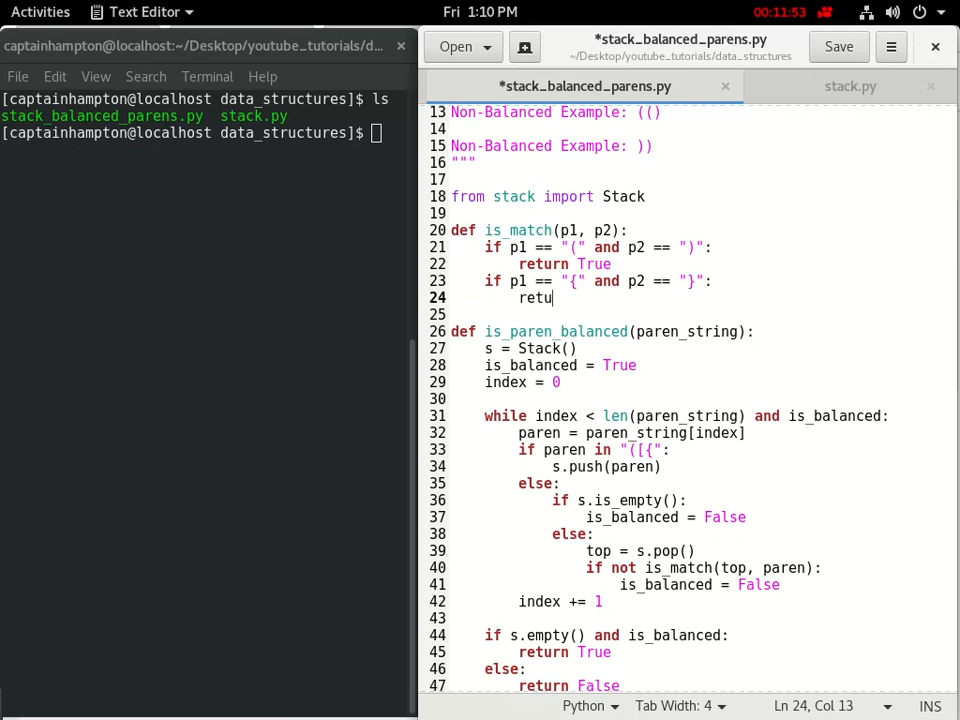 Activities Text Editor Fri 1:10 PM 00:11:53
captainhampton@localhost:~/Desktop/youtube_tutorials/d...
File Edit View Search Terminal Help
[captainhampton@localhost data_structures]$ ls
stack_balanced_parens.py stack.py
[captainhampton@localhost data_structures]$
Open *stack_balanced_parens.py Save
~/Desktop/youtube_tutorials/data_structures
*stack_balanced_parens.py stack.py
13 Non-Balanced Example: (()
14
15 Non-Balanced Example: ))
16 """
17
18 from stack import Stack
19
20 def is_match(p1, p2):
21     if p1 == "(" and p2 == ")":
22         return True
23     if p1 == "{" and p2 == "}":
24         retu
25
26 def is_paren_balanced(paren_string):
27     s = Stack()
28     is_balanced = True
29     index = 0
30
31     while index < len(paren_string) and is_balanced:
32         paren = paren_string[index]
33         if paren in "([{":
34             s.push(paren)
35         else:
36             if s.is_empty():
37                 is_balanced = False
38             else:
39                 top = s.pop()
40                 if not is_match(top, paren):
41                     is_balanced = False
42         index += 1
43
44     if s.empty() and is_balanced:
45         return True
46     else:
47         return False
Python Tab Width: 4 Ln 24, Col 13 INS